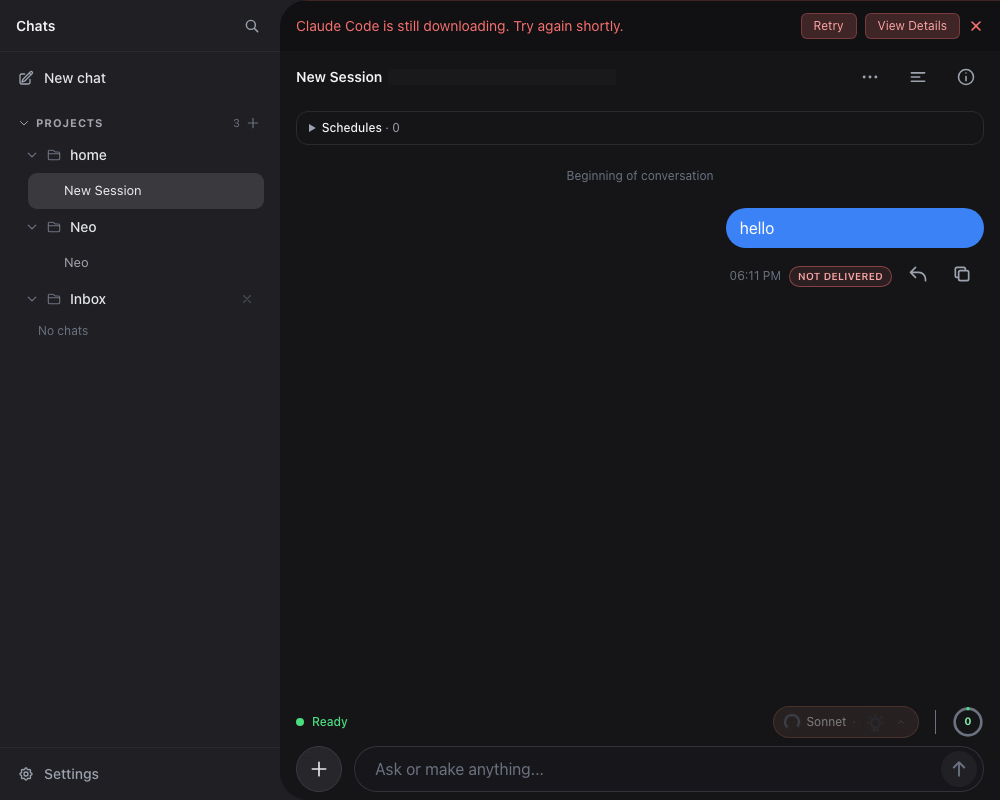 Chats
New chat
PROJECTS 3
home
New Session
Neo
Neo
Inbox
No chats
Settings
Claude Code is still downloading. Try again shortly.
Retry
View Details
New Session
Schedules · 0
Beginning of conversation
hello
06:11 PM NOT DELIVERED
Ready
Sonnet
0
Ask or make anything...